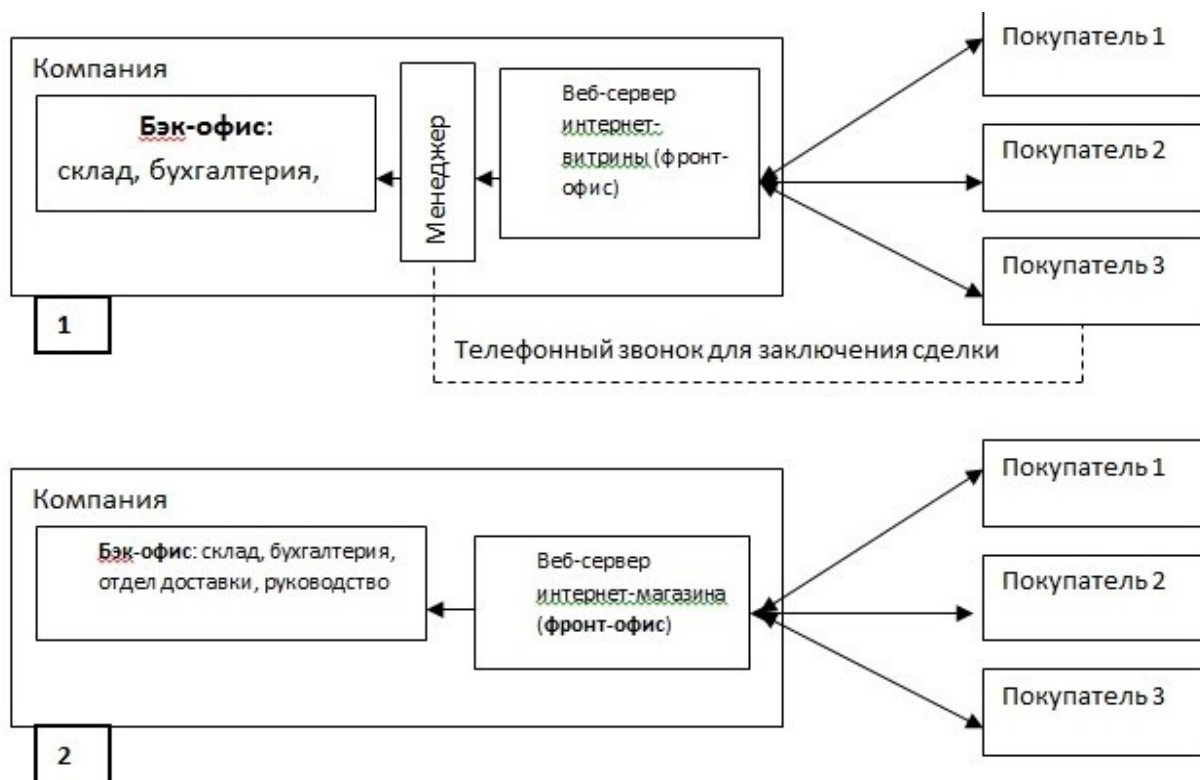 Компания
Бэк-офис:
склад, бухгалтерия,
Менеджер
Веб-сервер
интернет-
витрины (фронт-
офис)
Покупатель 1
Покупатель 2
Покупатель 3
1
Телефонный звонок для заключения сделки
Компания
Бэк-офис: склад, бухгалтерия,
отдел доставки, руководство
Веб-сервер
интернет-магазина
(фронт-офис)
Покупатель 1
Покупатель 2
Покупатель 3
2